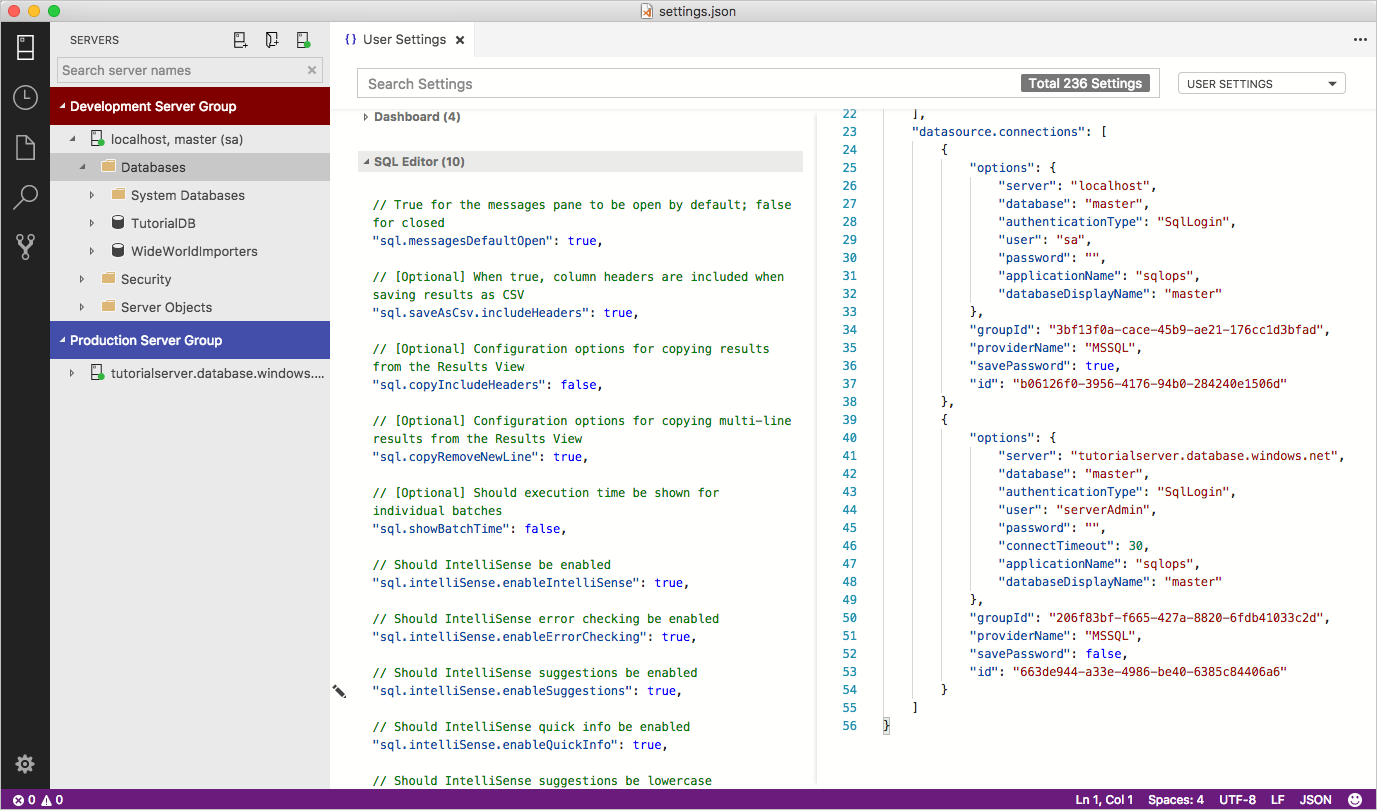 settings.json
SERVERS
Search server names
Development Server Group
localhost, master (sa)
Databases
System Databases
TutorialDB
WideWorldImporters
Security
Server Objects
Production Server Group
tutorialserver.database.windows....
{} User Settings
Search Settings
Total 236 Settings
USER SETTINGS
Dashboard (4)
SQL Editor (10)
// True for the messages pane to be open by default; false
for closed
"sql.messagesDefaultOpen": true,
// [Optional] When true, column headers are included when
saving results as CSV
"sql.saveAsCsv.includeHeaders": true,
// [Optional] Configuration options for copying results
from the Results View
"sql.copyIncludeHeaders": false,
// [Optional] Configuration options for copying multi-line
results from the Results View
"sql.copyRemoveNewLine": true,
// [Optional] Should execution time be shown for
individual batches
"sql.showBatchTime": false,
// Should IntelliSense be enabled
"sql.intelliSense.enableIntelliSense": true,
// Should IntelliSense error checking be enabled
"sql.intelliSense.enableErrorChecking": true,
// Should IntelliSense suggestions be enabled
"sql.intelliSense.enableSuggestions": true,
// Should IntelliSense quick info be enabled
"sql.intelliSense.enableQuickInfo": true,
// Should IntelliSense suggestions be lowercase
22 ],
23 "datasource.connections": [
24 {
25 "options": {
26 "server": "localhost",
27 "database": "master",
28 "authenticationType": "SqlLogin",
29 "user": "sa",
30 "password": "",
31 "applicationName": "sqlops",
32 "databaseDisplayName": "master"
33 },
34 "groupId": "3bf13f0a-cace-45b9-ae21-176cc1d3bfad",
35 "providerName": "MSSQL",
36 "savePassword": true,
37 "id": "b06126f0-3956-4176-94b0-284240e1506d"
38 },
39 {
40 "options": {
41 "server": "tutorialserver.database.windows.net",
42 "database": "master",
43 "authenticationType": "SqlLogin",
44 "user": "serverAdmin",
45 "password": "",
46 "connectTimeout": 30,
47 "applicationName": "sqlops",
48 "databaseDisplayName": "master"
49 },
50 "groupId": "206f83bf-f665-427a-8820-6fdb41033c2d",
51 "providerName": "MSSQL",
52 "savePassword": false,
53 "id": "663de944-a33e-4986-be40-6385c84406a6"
54 }
55 ]
56 }
0 0
Ln 1, Col 1 Spaces: 4 UTF-8 LF JSON